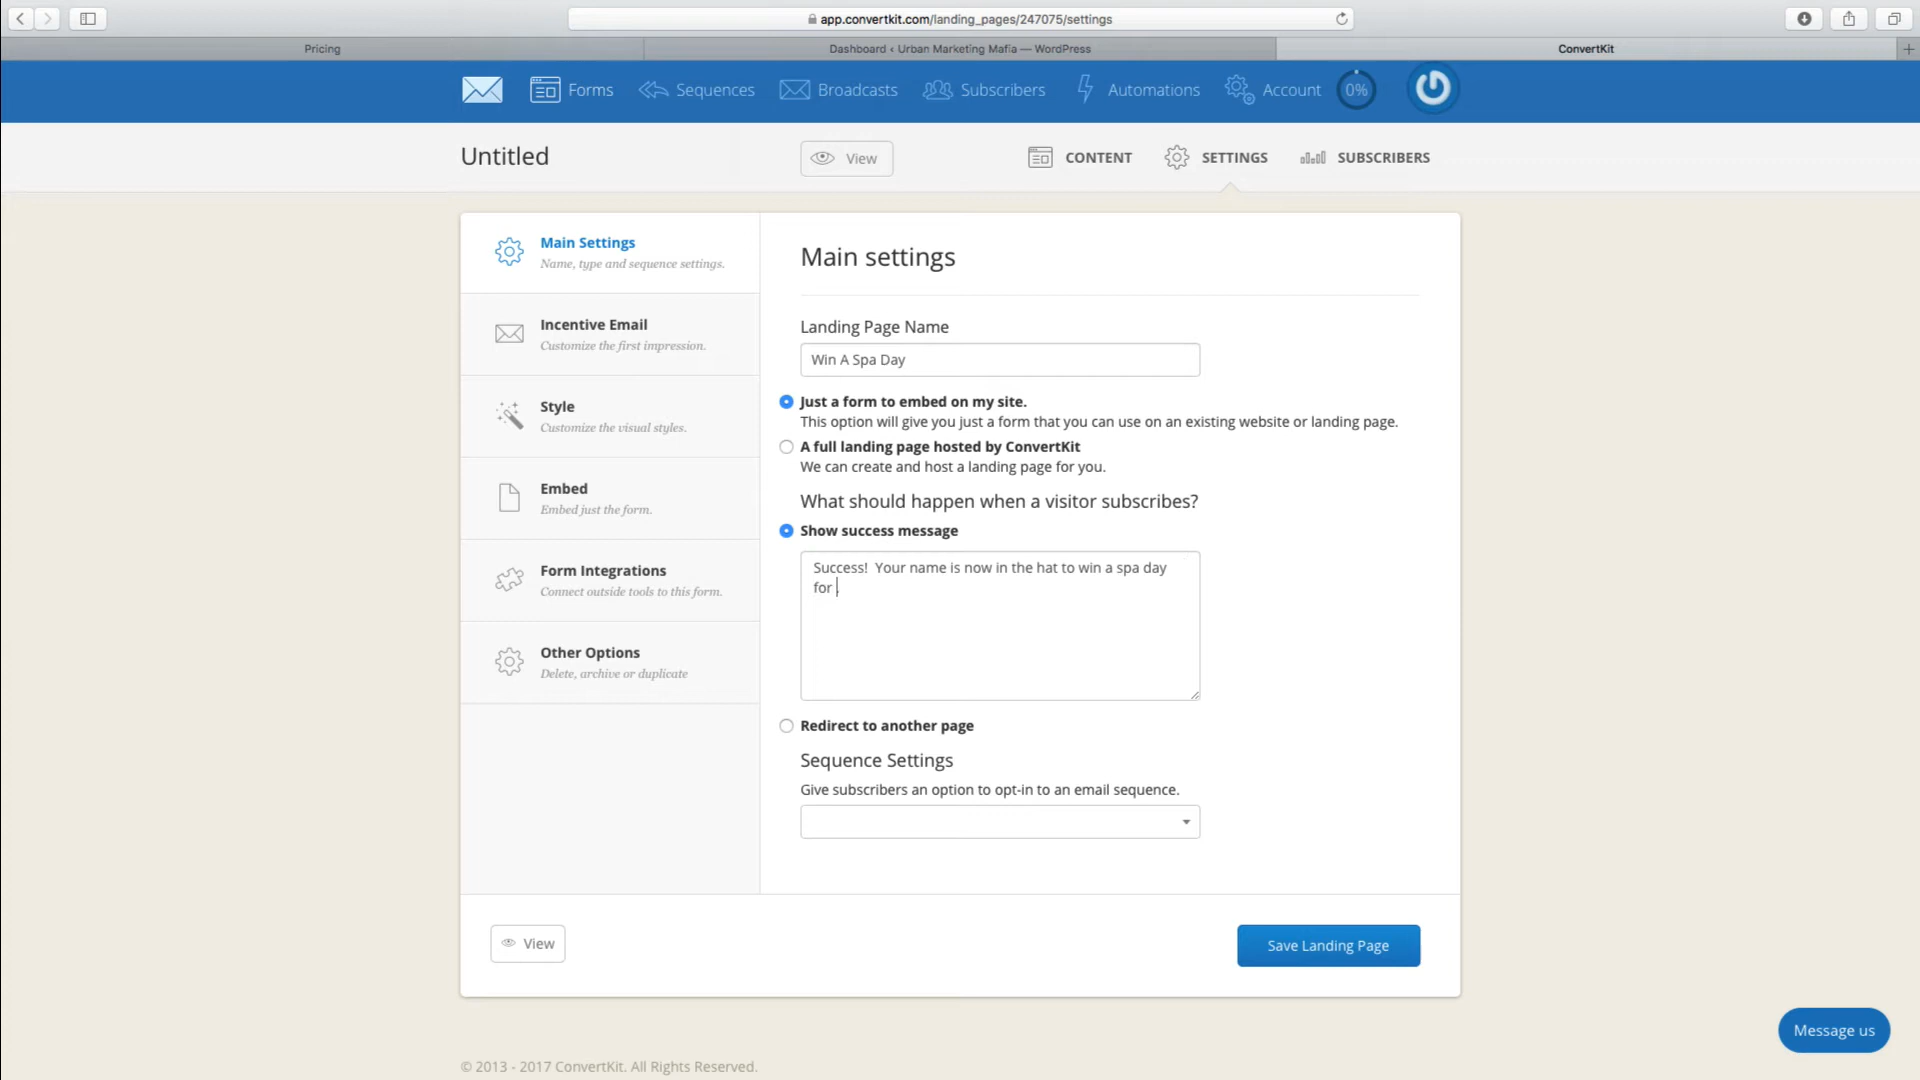 app.convertkit.com/landing_pages/247075/settings
Pricing
Dashboard ‹ Urban Marketing Mafia — WordPress
ConvertKit
Forms
Sequences
Broadcasts
Subscribers
Automations
Account
0%
Untitled
View
CONTENT
SETTINGS
SUBSCRIBERS
Main Settings
Name, type and sequence settings.
Incentive Email
Customize the first impression.
Style
Customize the visual styles.
Embed
Embed just the form.
Form Integrations
Connect outside tools to this form.
Other Options
Delete, archive or duplicate
Main settings
Landing Page Name
Win A Spa Day
Just a form to embed on my site.
This option will give you just a form that you can use on an existing website or landing page.
A full landing page hosted by ConvertKit
We can create and host a landing page for you.
What should happen when a visitor subscribes?
Show success message
Success!  Your name is now in the hat to win a spa day
for .
Redirect to another page
Sequence Settings
Give subscribers an option to opt-in to an email sequence.
View
Save Landing Page
Message us
© 2013 - 2017 ConvertKit. All Rights Reserved.